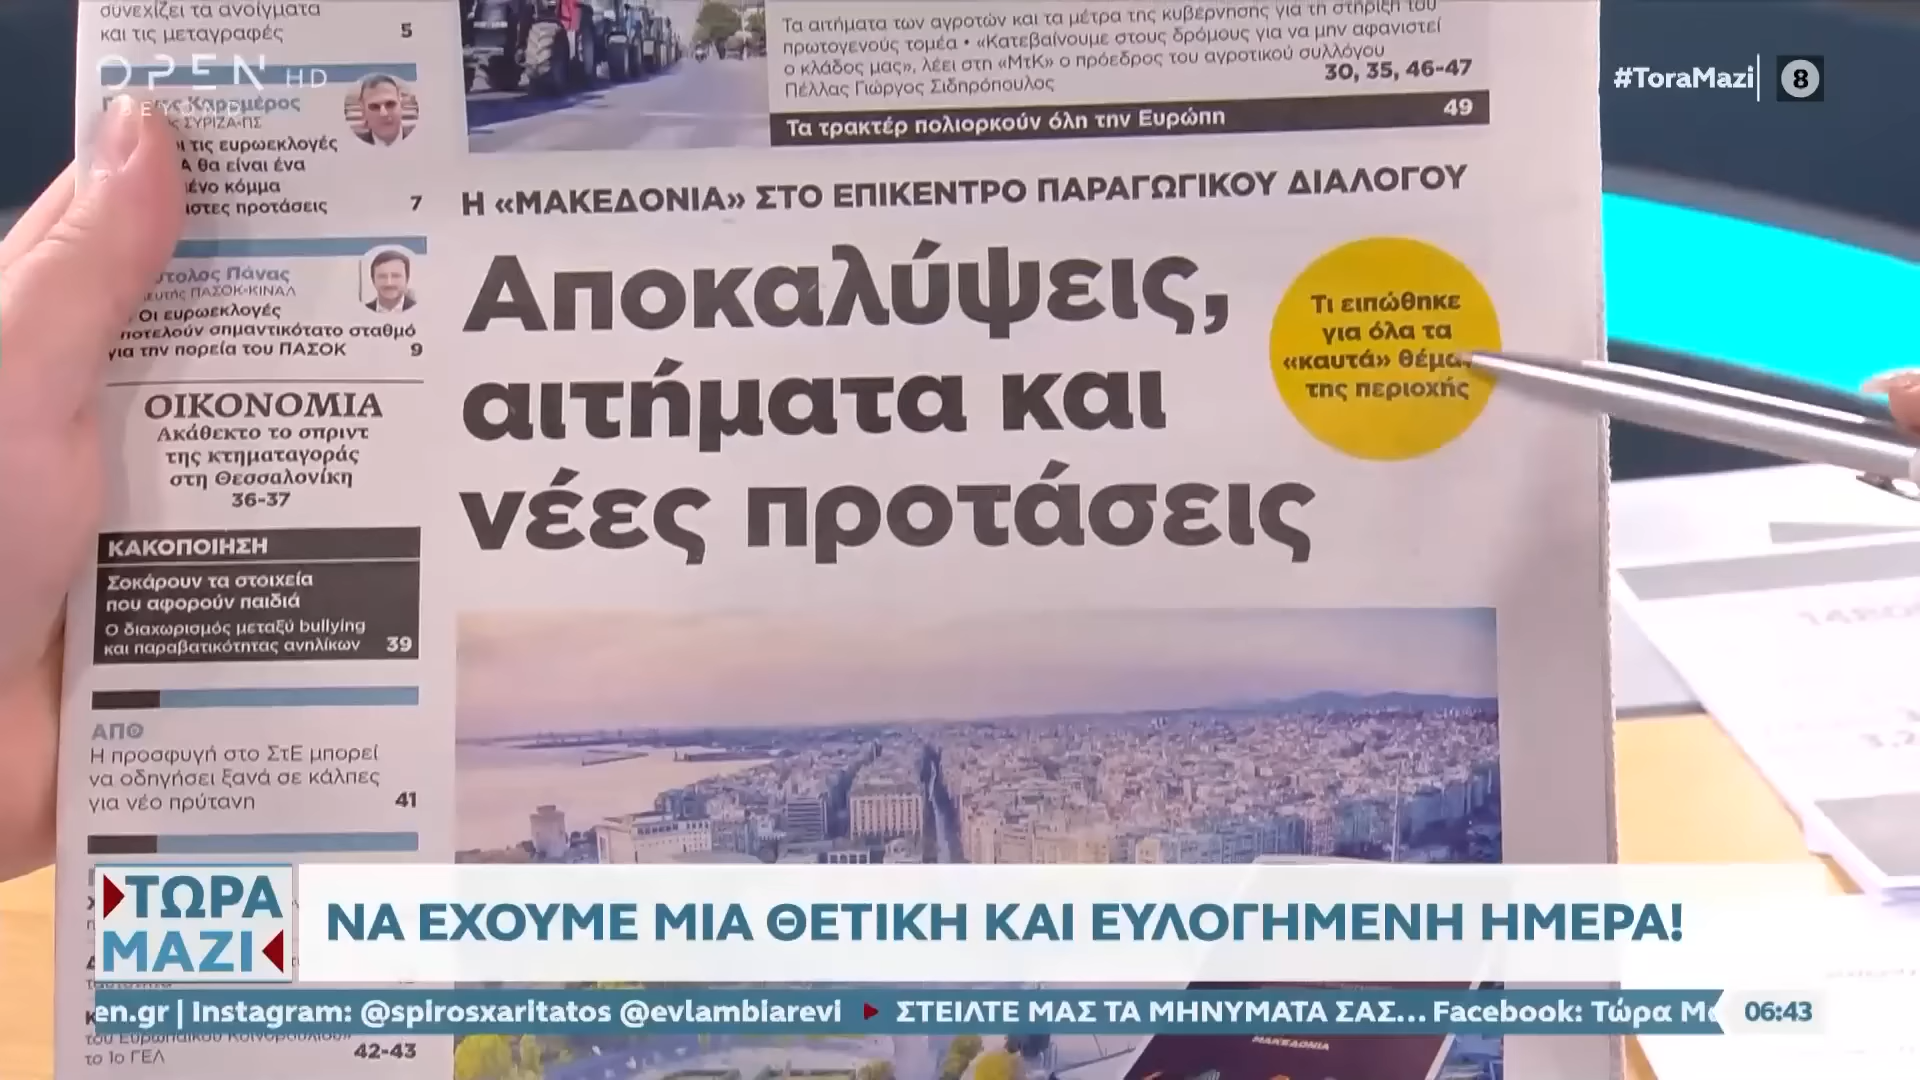 συνεχίζει τα ανοίγματα
και τις μεταγραφές 5
OPEN HD
BEYOND
Καραμέρος
ΣΥΡΙΖΑ-ΠΣ
τις ευρωεκλογές
θα είναι ένα
κόμμα
προτάσεις 7
Πάνας
ΠΑΣΟΚ-ΚΙΝΑΛ
Οι ευρωεκλογές
σημαντικότατο σταθμό
για την πορεία του ΠΑΣΟΚ 9
ΟΙΚΟΝΟΜΙΑ
Ακάθεκτο το σπριντ
της κτηματαγοράς
στη Θεσσαλονίκη
36-37
ΚΑΚΟΠΟΙΗΣΗ
Σοκάρουν τα στοιχεία
που αφορούν παιδιά
Ο διαχωρισμός μεταξύ bullying
και παραβατικότητας ανηλίκων 39
ΑΠΘ
Η προσφυγή στο ΣτΕ μπορεί
να οδηγήσει ξανά σε κάλπες
για νέο πρύτανη 41
Τα αιτήματα των αγροτών και τα μέτρα της κυβέρνησης για τη στήριξη του
πρωτογενούς τομέα • «Κατεβαίνουμε στους δρόμους για να μην αφανιστεί
ο κλάδος μας», λέει στη «ΜτΚ» ο πρόεδρος του αγροτικού συλλόγου
Πέλλας Γιώργος Σιδηρόπουλος 30, 35, 46-47
Τα τρακτέρ πολιορκούν όλη την Ευρώπη 49
Η «ΜΑΚΕΔΟΝΙΑ» ΣΤΟ ΕΠΙΚΕΝΤΡΟ ΠΑΡΑΓΩΓΙΚΟΥ ΔΙΑΛΟΓΟΥ
Αποκαλύψεις,
αιτήματα και
νέες προτάσεις
Τι ειπώθηκε
για όλα τα
«καυτά»
της περιοχής
#ToraMazi 8
ΤΩΡΑ
ΜΑΖΙ
ΝΑ ΕΧΟΥΜΕ ΜΙΑ ΘΕΤΙΚΗ ΚΑΙ ΕΥΛΟΓΗΜΕΝΗ ΗΜΕΡΑ!
en.gr | Instagram: @spirosxaritatos @evlambiarevi ΣΤΕΙΛΤΕ ΜΑΣ ΤΑ ΜΗΝΥΜΑΤΑ ΣΑΣ... Facebook: Τώρα 06:43
του Ευρωπαϊκού Κοινοβουλίου»
το 1ο ΓΕΛ 42-43
ΜΑΚΕΔΟΝΙΑ